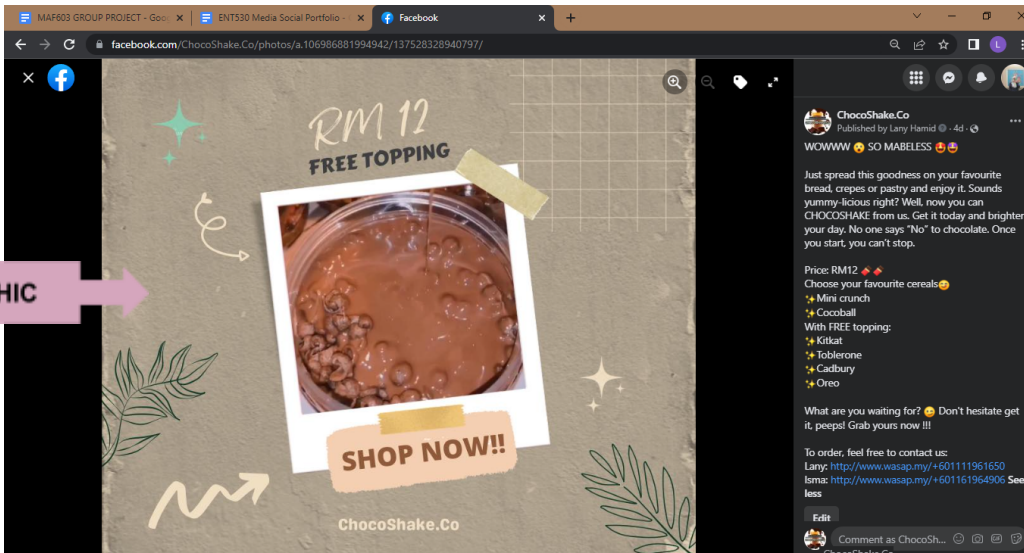 MAF603 GROUP PROJECT - Goog
ENT530 Media Social Portfolio -
Facebook
facebook.com/ChocoShake.Co/photos/a.106986881994942/137528328940797/
L
HIC
RM 12
FREE TOPPING
SHOP NOW!!
ChocoShake.Co
ChocoShake.Co
Published by Lany Hamid · 4d ·
WOWWW 😮 SO MABELESS 🤩🤩
Just spread this goodness on your favourite
bread, crepes or pastry and enjoy it. Sounds
yummy-licious right? Well, now you can
CHOCOSHAKE from us. Get it today and brighten
your day. No one says "No" to chocolate. Once
you start, you can't stop.
Price: RM12 🍫🍫
Choose your favourite cereals😋
✨Mini crunch
✨Cocoball
With FREE topping:
✨Kitkat
✨Toblerone
✨Cadbury
✨Oreo
What are you waiting for? 😜 Don't hesitate get
it, peeps! Grab yours now !!!
To order, feel free to contact us:
Lany: http://www.wasap.my/+601111961650
Isma: http://www.wasap.my/+601161964906 See
less
Edit
Comment as ChocoSh...
ChocoShake.Co